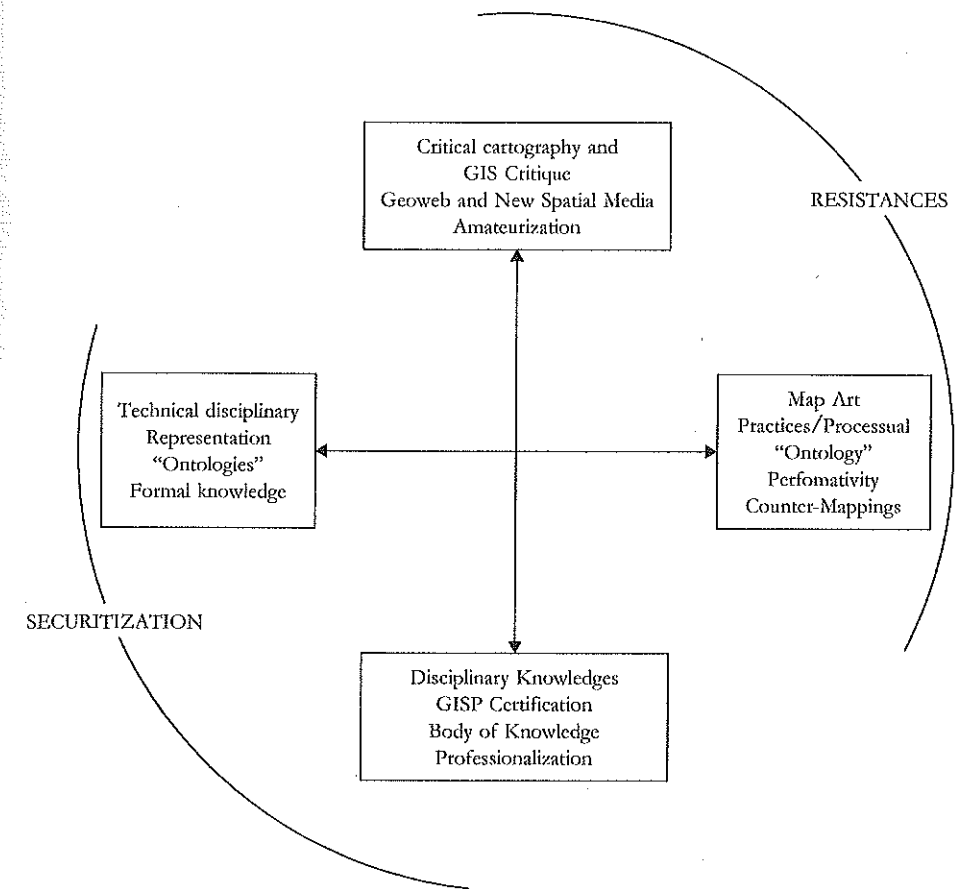 Critical cartography and
GIS Critique
Geoweb and New Spatial Media
Amateurization
RESISTANCES
Technical disciplinary
Representation
“Ontologies”
Formal knowledge
Map Art
Practices/Processual
“Ontology”
Perfomativity
Counter-Mappings
SECURITIZATION
Disciplinary Knowledges
GISP Certification
Body of Knowledge
Professionalization